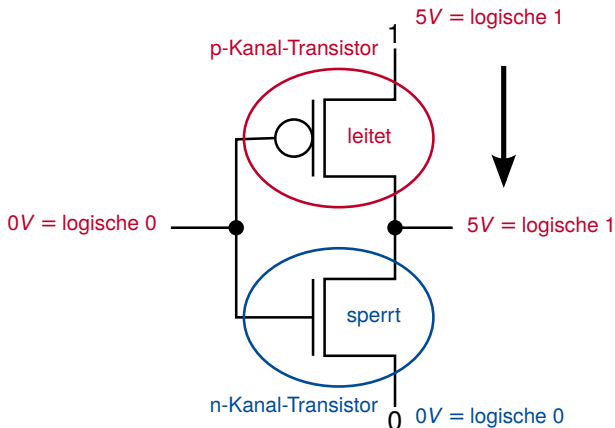 5V = logische 1
1
p-Kanal-Transistor
leitet
0V = logische 0
5V = logische 1
sperrt
n-Kanal-Transistor
0
0V = logische 0